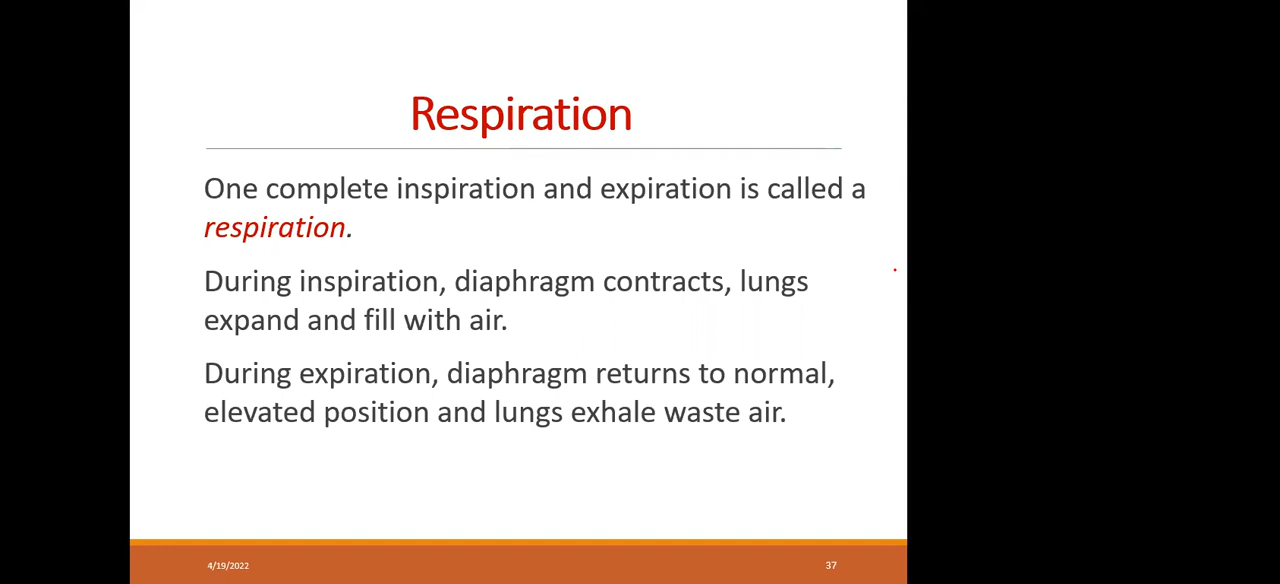 Respiration
One complete inspiration and expiration is called a
respiration.
During inspiration, diaphragm contracts, lungs
expand and fill with air.
During expiration, diaphragm returns to normal,
elevated position and lungs exhale waste air.
4/19/2022
37